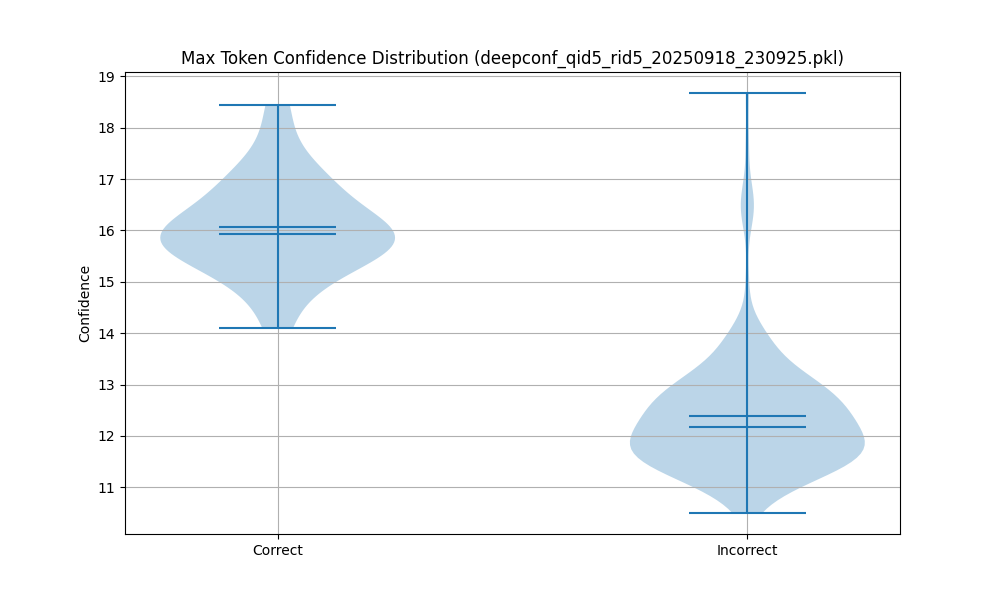 Max Token Confidence Distribution (deepconf_qid5_rid5_20250918_230925.pkl)
19
18
17
16
15
14
13
12
11
Confidence
Correct
Incorrect